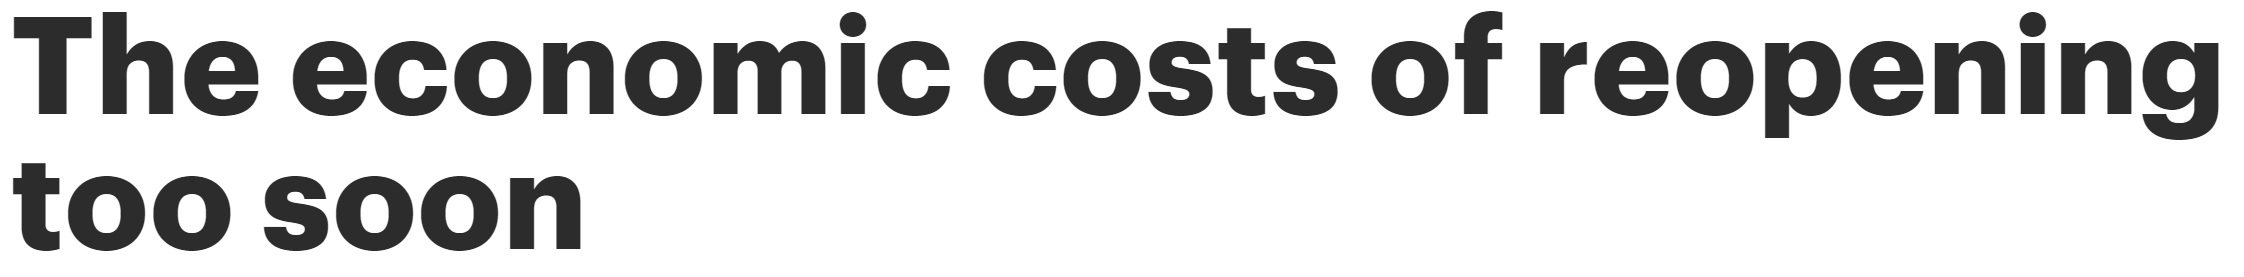 The economic costs of reopening
too soon